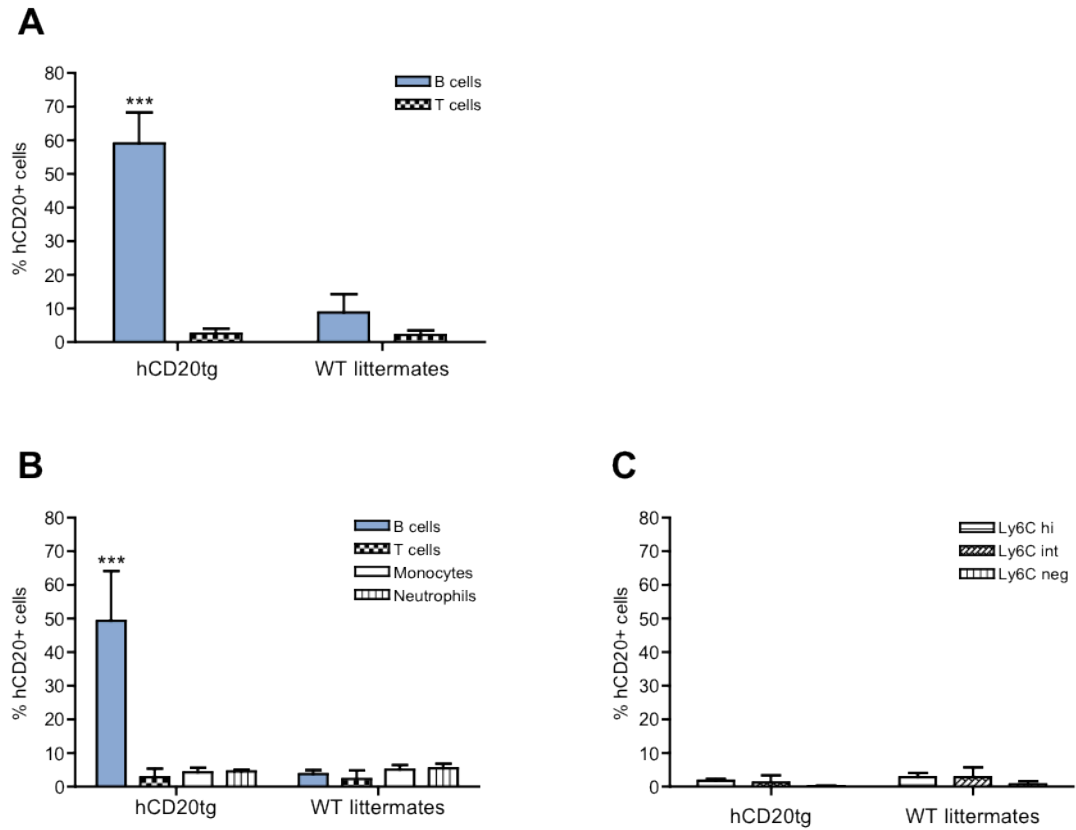 A
% hCD20+ cells
80
70
60
50
40
30
20
10
0
***
B cells
T cells
hCD20tg
WT littermates
B
% hCD20+ cells
80
70
60
50
40
30
20
10
0
***
B cells
T cells
Monocytes
Neutrophils
hCD20tg
WT littermates
C
% hCD20+ cells
80
70
60
50
40
30
20
10
0
Ly6C hi
Ly6C int
Ly6C neg
hCD20tg
WT littermates